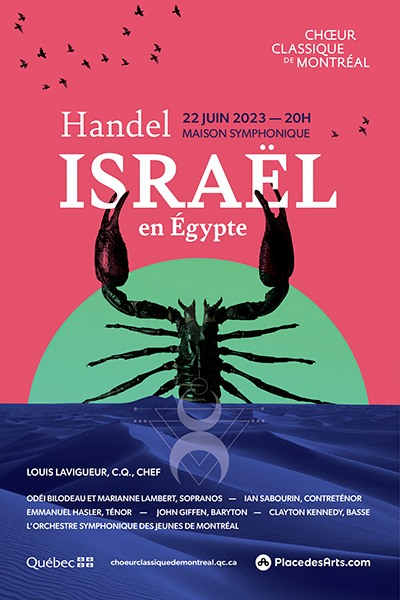 CHŒUR
CLASSIQUE
DE MONTRÉAL
Handel
22 JUIN 2023 — 20H
MAISON SYMPHONIQUE
ISRAËL
en Égypte
LOUIS LAVIGUEUR, C.Q., CHEF
ODÉI BILODEAU ET MARIANNE LAMBERT, SOPRANOS — IAN SABOURIN, CONTRETÉNOR
EMMANUEL HASLER, TÉNOR — JOHN GIFFEN, BARYTON — CLAYTON KENNEDY, BASSE
L'ORCHESTRE SYMPHONIQUE DES JEUNES DE MONTRÉAL
Québec
choeurclassiquedemontreal.qc.ca
PlacedesArts.com